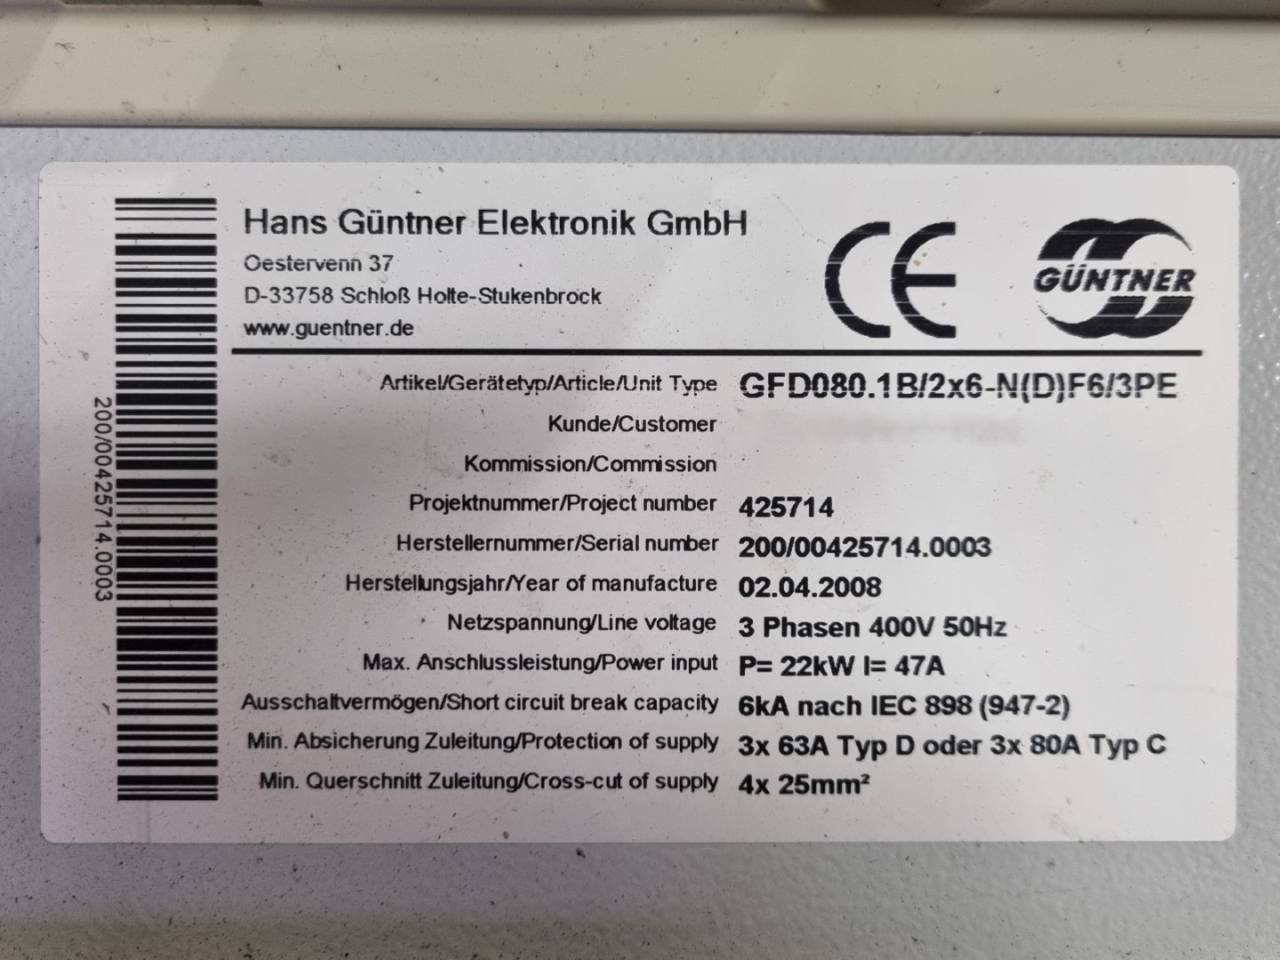 Hans Güntner Elektronik GmbH
Oestervenn 37
D-33758 Schloß Holte-Stukenbrock
www.guentner.de
CE
GÜNTNER
Artikel/Gerätetyp/Article/Unit Type GFD080.1B/2x6-N(D)F6/3PE
Kunde/Customer
Kommission/Commission
Projektnummer/Project number 425714
Herstellernummer/Serial number 200/00425714.0003
Herstellungsjahr/Year of manufacture 02.04.2008
Netzspannung/Line voltage 3 Phasen 400V 50Hz
Max. Anschlussleistung/Power input P= 22kW I= 47A
Ausschaltvermögen/Short circuit break capacity 6kA nach IEC 898 (947-2)
Min. Absicherung Zuleitung/Protection of supply 3x 63A Typ D oder 3x 80A Typ C
Min. Querschnitt Zuleitung/Cross-cut of supply 4x 25mm²
200/00425714.0003